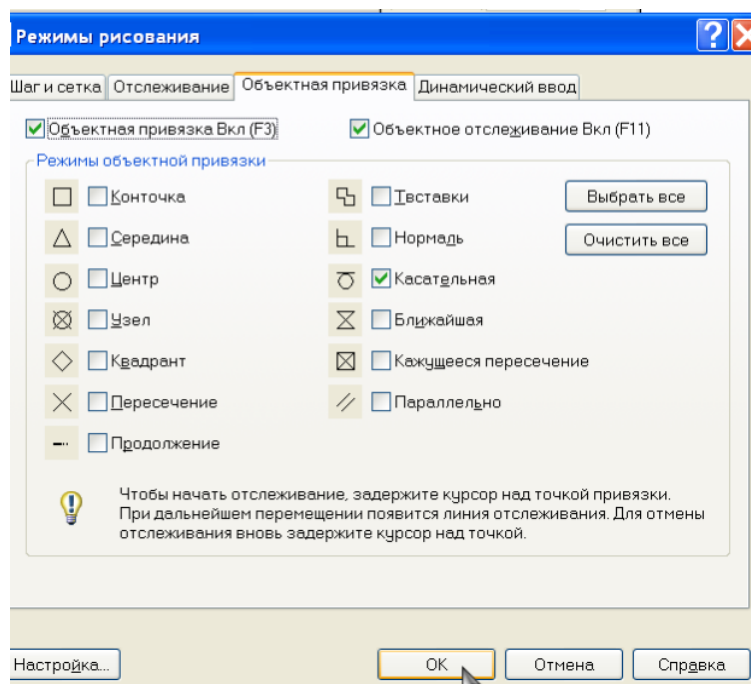 Режимы рисования
Шаг и сетка Отслеживание Объектная привязка Динамический ввод
Объектная привязка Вкл (F3) Объектное отслеживание Вкл (F11)
Режимы объектной привязки
Конточка Твставки Выбрать все
Середина Нормаль Очистить все
Центр Касательная
Узел Ближайшая
Квадрант Кажущееся пересечение
Пересечение Параллельно
Продолжение
Чтобы начать отслеживание, задержите курсор над точкой привязки.
При дальнейшем перемещении появится линия отслеживания. Для отмены
отслеживания вновь задержите курсор над точкой.
Настройка... OK Отмена Справка